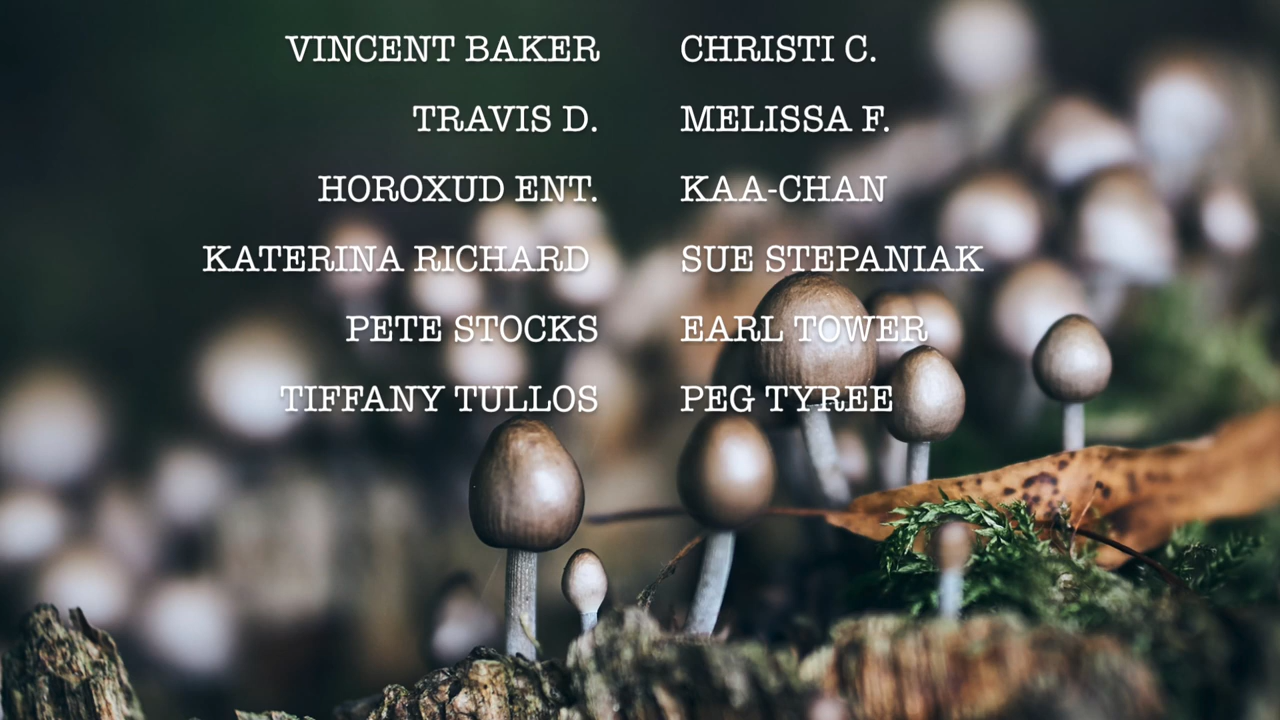 VINCENT BAKER CHRISTI C.
TRAVIS D. MELISSA F.
HOROXUD ENT. KAA-CHAN
KATERINA RICHARD SUE STEPANIAK
PETE STOCKS EARL TOWER
TIFFANY TULLOS PEG TYREE